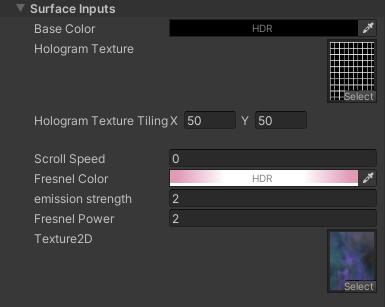 Surface Inputs
Base Color HDR
Hologram Texture
Select
Hologram Texture Tiling X 50 Y 50
Scroll Speed 0
Fresnel Color HDR
emission strength 2
Fresnel Power 2
Texture2D
Select